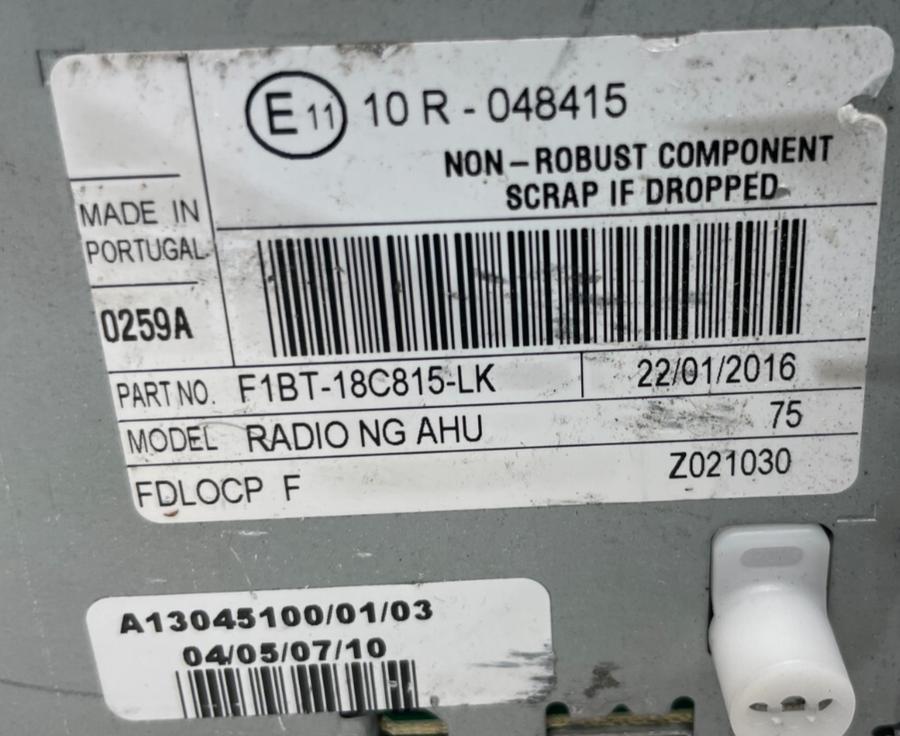 E 11 10 R - 048415
NON-ROBUST COMPONENT
SCRAP IF DROPPED
MADE IN
PORTUGAL
0259A
PART NO. F1BT-18C815-LK 22/01/2016
MODEL RADIO NG AHU 75
FDLOCP F Z021030
A13045100/01/03
04/05/07/10